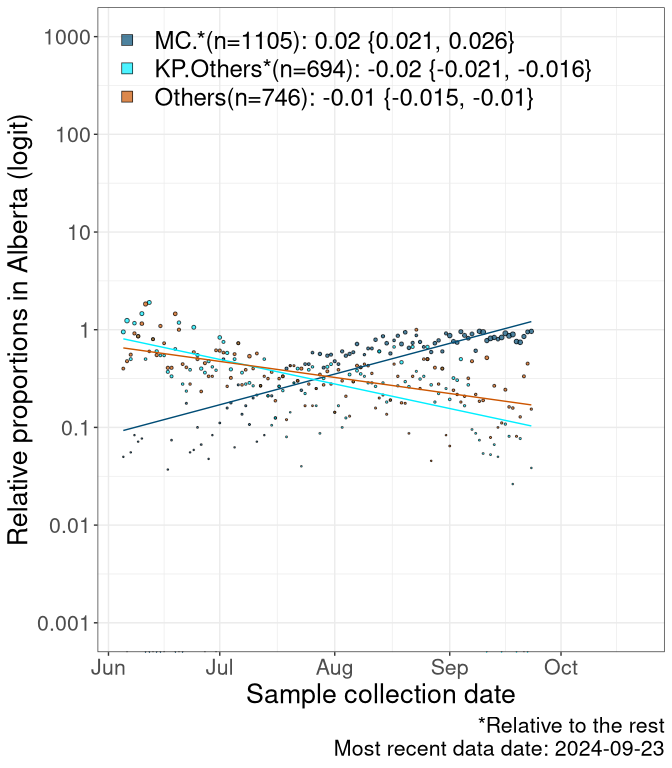 MC.*(n=1105): 0.02 {0.021, 0.026}
KP.Others*(n=694): -0.02 {-0.021, -0.016}
Others(n=746): -0.01 {-0.015, -0.01}
Relative proportions in Alberta (logit)
1000
100
10
1
0.1
0.01
0.001
Jun Jul Aug Sep Oct
Sample collection date
*Relative to the rest
Most recent data date: 2024-09-23